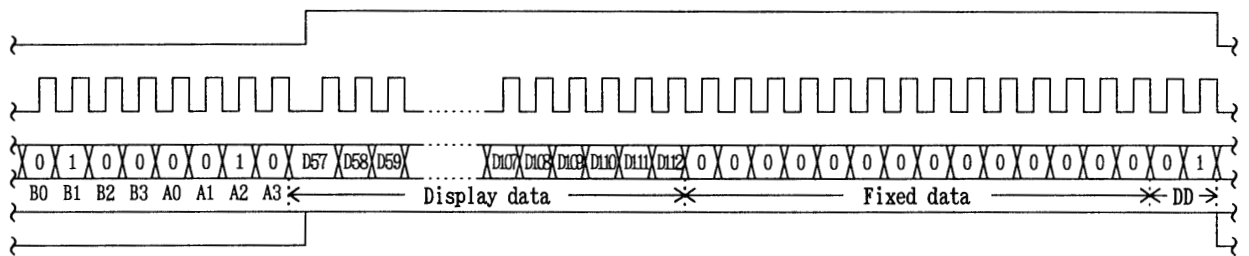 0 1 0 0 0 0 1 0 D57 D58 D59 D107 D108 D109 D110 D111 D112 0 0 0 0 0 0 0 0 0 0 0 0 0 0 0 1
B0 B1 B2 B3 A0 A1 A2 A3 Display data Fixed data DD